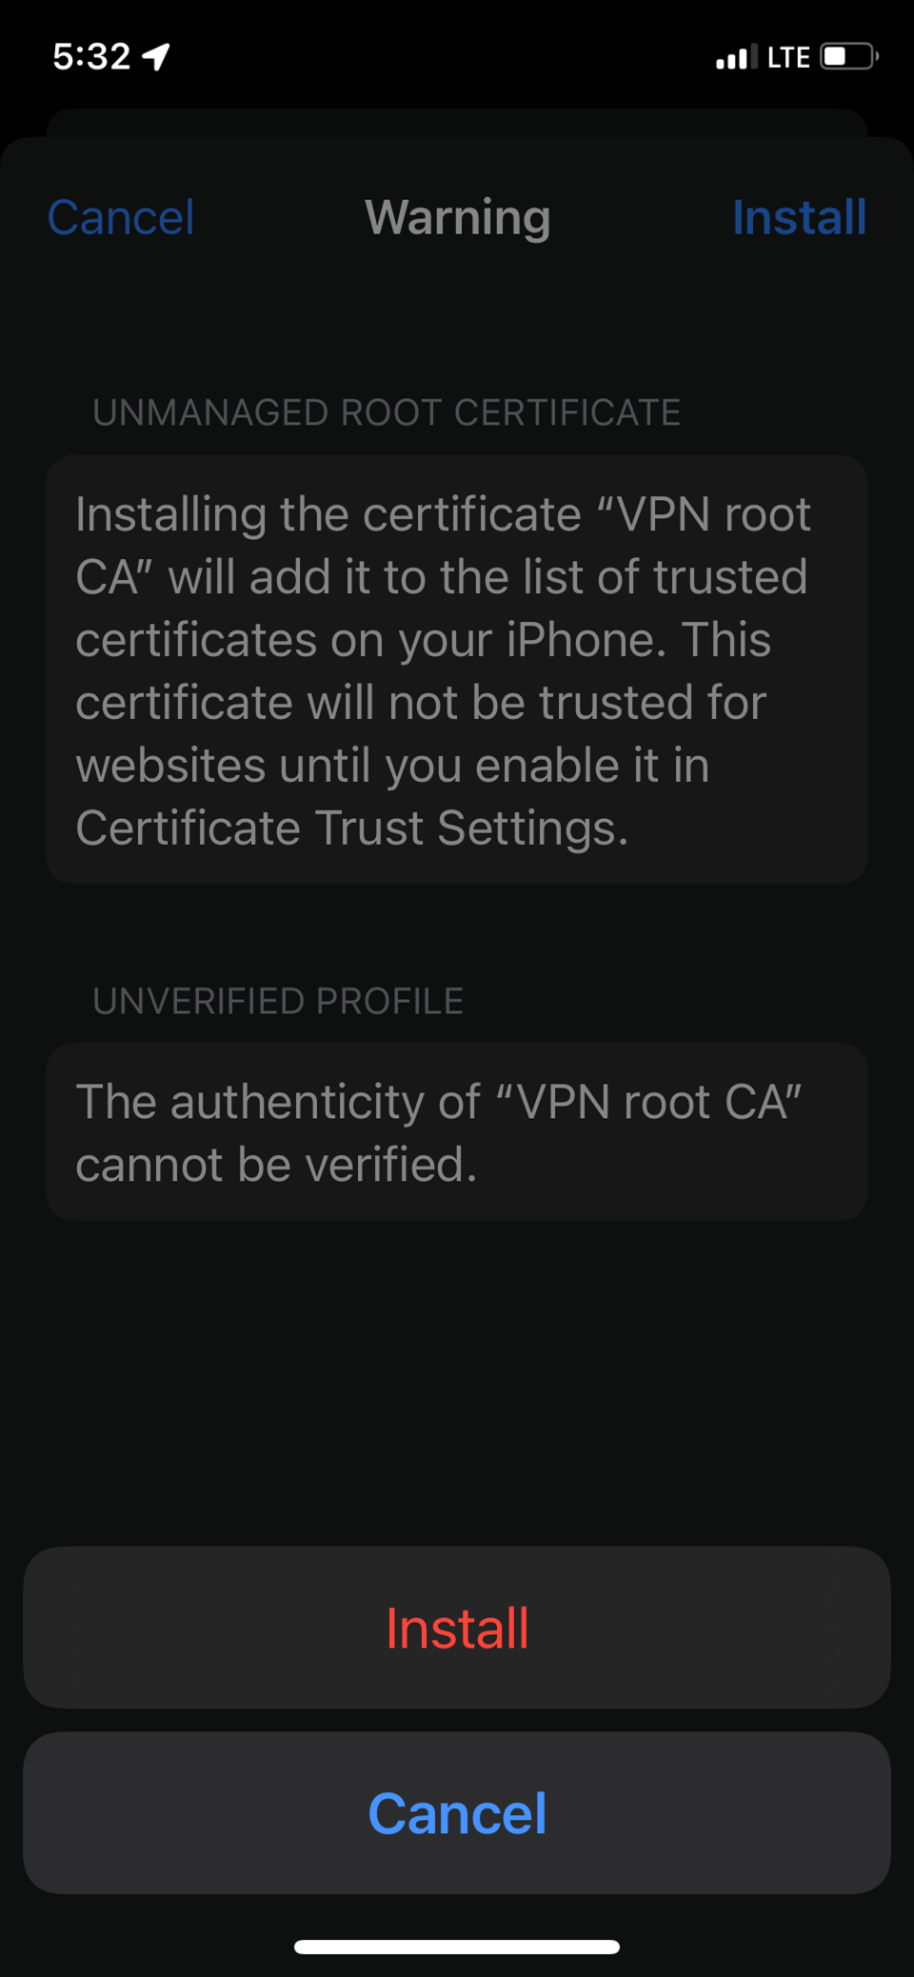 5:32 LTE
Cancel Warning Install
UNMANAGED ROOT CERTIFICATE
Installing the certificate “VPN root
CA” will add it to the list of trusted
certificates on your iPhone. This
certificate will not be trusted for
websites until you enable it in
Certificate Trust Settings.
UNVERIFIED PROFILE
The authenticity of “VPN root CA”
cannot be verified.
Install
Cancel